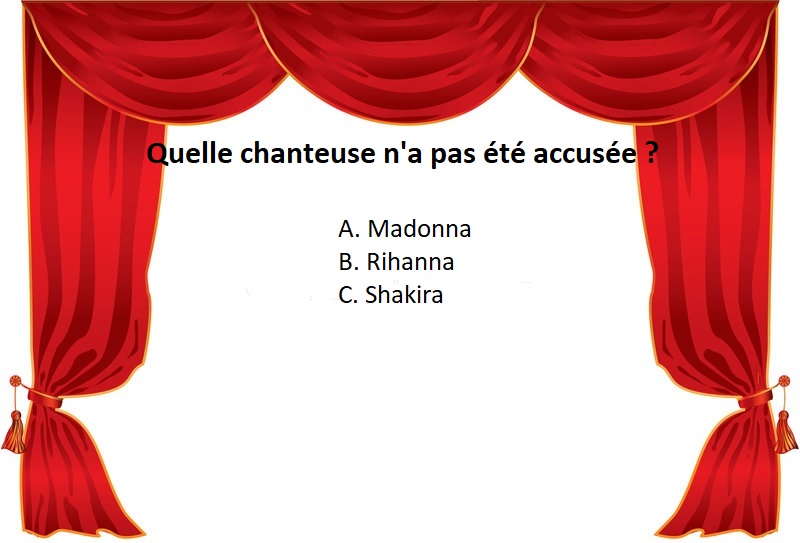 Quelle chanteuse n'a pas été accusée ?
A. Madonna
B. Rihanna
C. Shakira